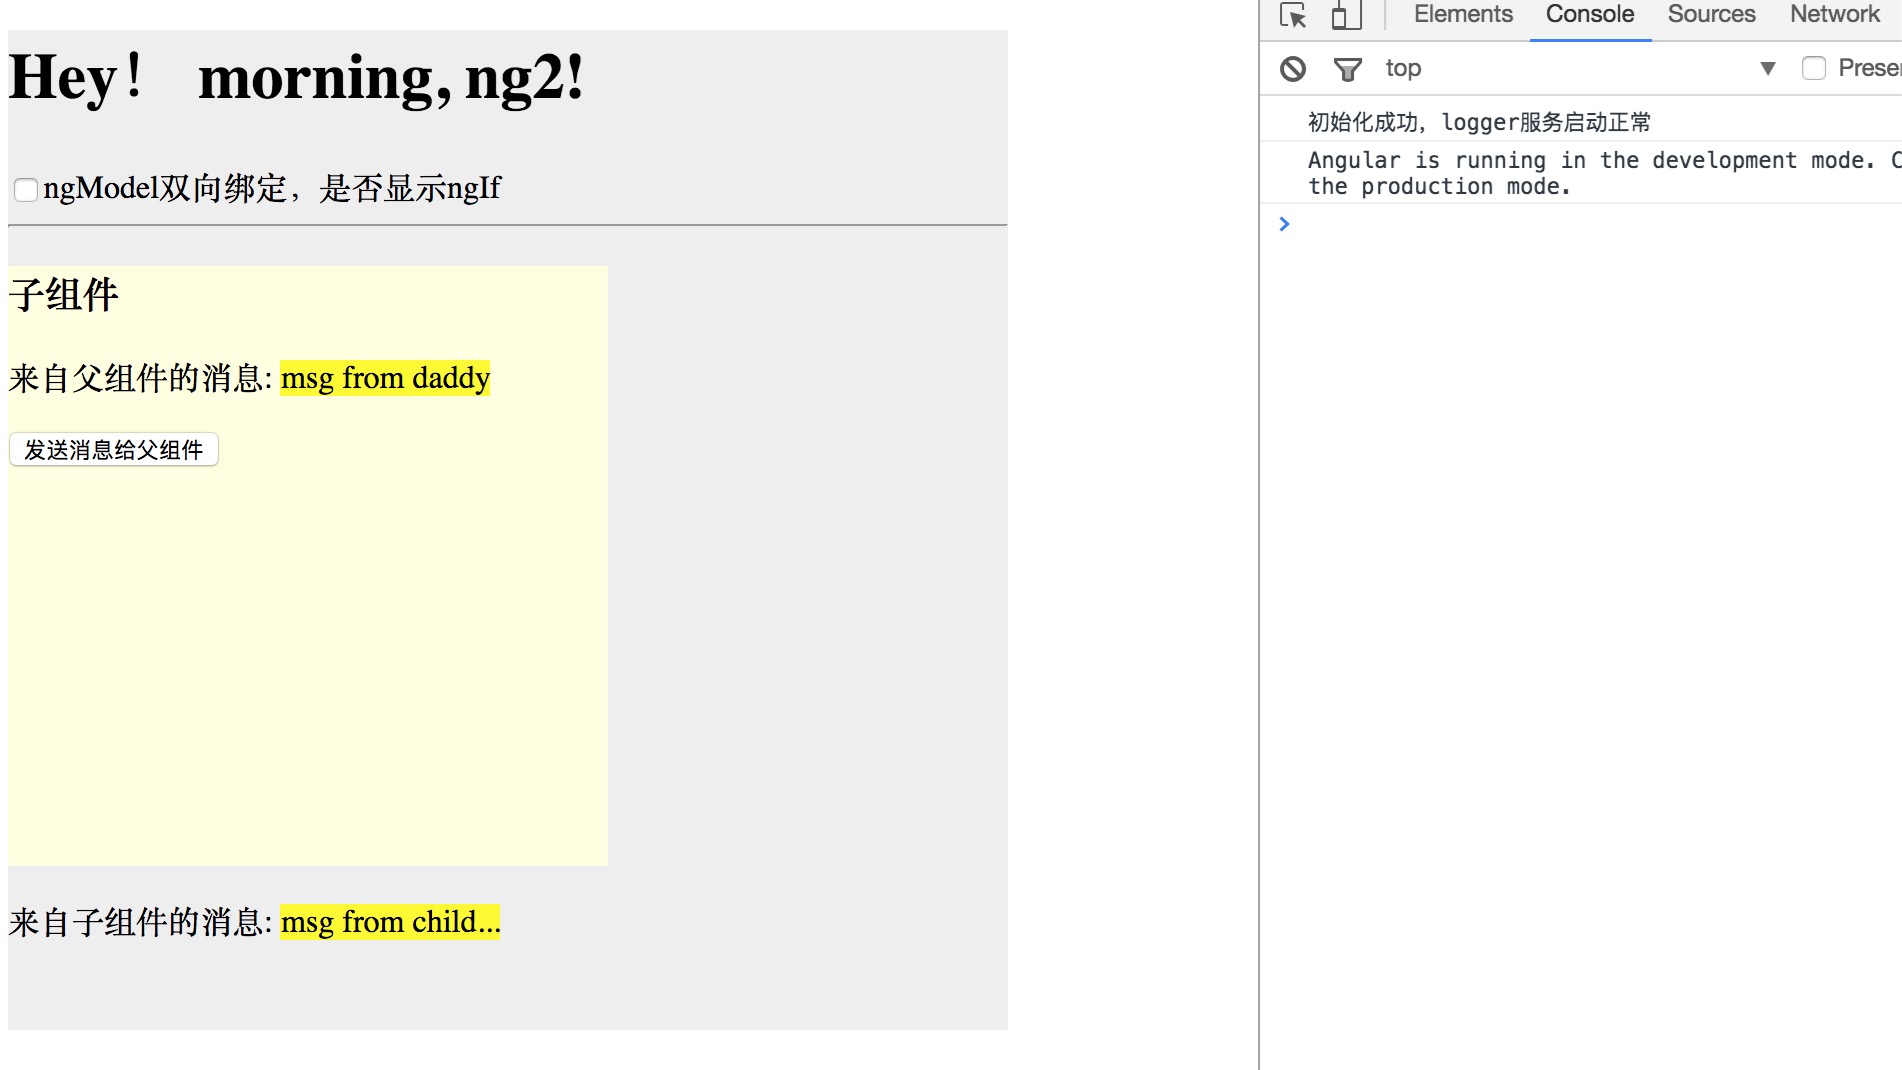 Hey！ morning, ng2!
ngModel双向绑定，是否显示ngIf
子组件
来自父组件的消息: msg from daddy
发送消息给父组件
来自子组件的消息: msg from child...
Elements Console Sources Network
top ▼ Preser
初始化成功，logger服务启动正常
Angular is running in the development mode. C
the production mode.